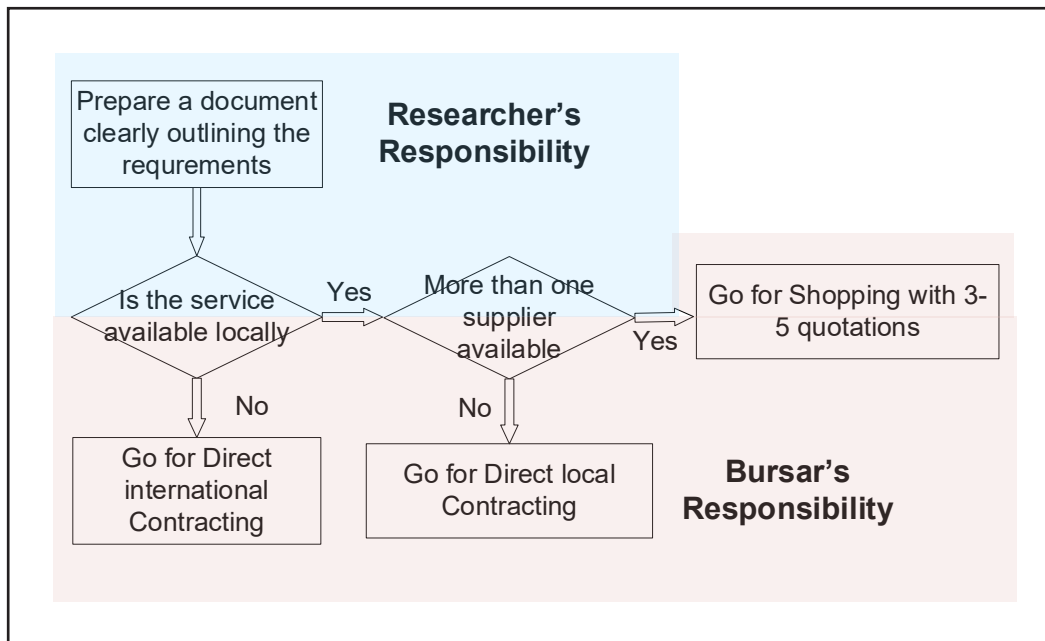 Prepare a document
clearly outlining the
requrements
Researcher's
Responsibility
Is the service
available locally
Yes
More than one
supplier
available
Yes
Go for Shopping with 3-
5 quotations
No
No
Go for Direct
international
Contracting
Go for Direct local
Contracting
Bursar's
Responsibility